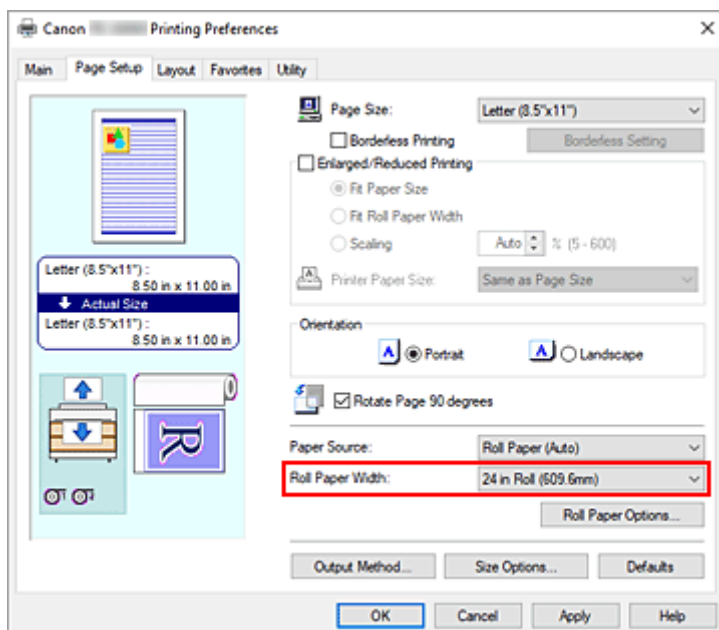 Canon Printing Preferences
Main Page Setup Layout Favorites Utility
Page Size: Letter (8.5"x11")
Borderless Printing Borderless Setting
Enlarged/Reduced Printing
Fit Paper Size
Fit Roll Paper Width
Scaling Auto % (5 - 600)
Printer Paper Size: Same as Page Size
Letter (8.5"x11") :
8.50 in x 11.00 in
Actual Size
Letter (8.5"x11") :
8.50 in x 11.00 in
Orientation
A Portrait A Landscape
Rotate Page 90 degrees
R
Paper Source: Roll Paper (Auto)
Roll Paper Width: 24 in Roll (609.6mm)
Roll Paper Options...
Output Method... Size Options... Defaults
OK Cancel Apply Help